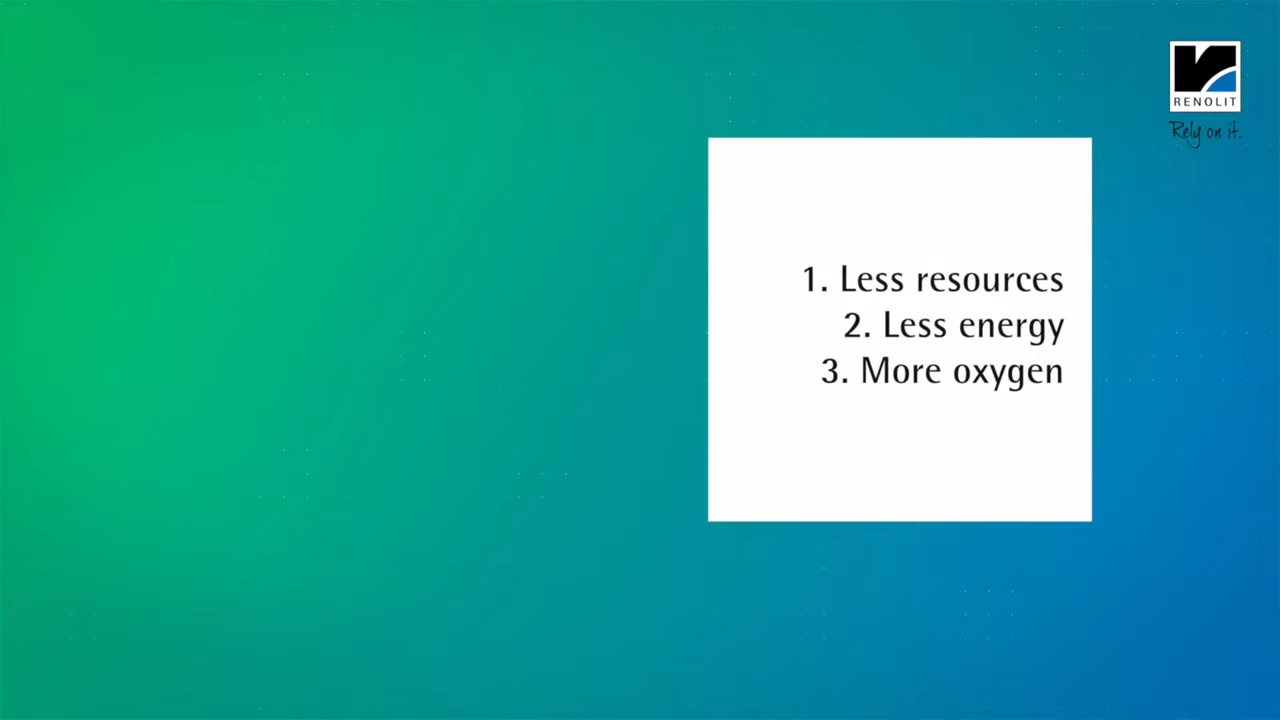 RENOLIT
Rely on it.
1. Less resources
2. Less energy
3. More oxygen